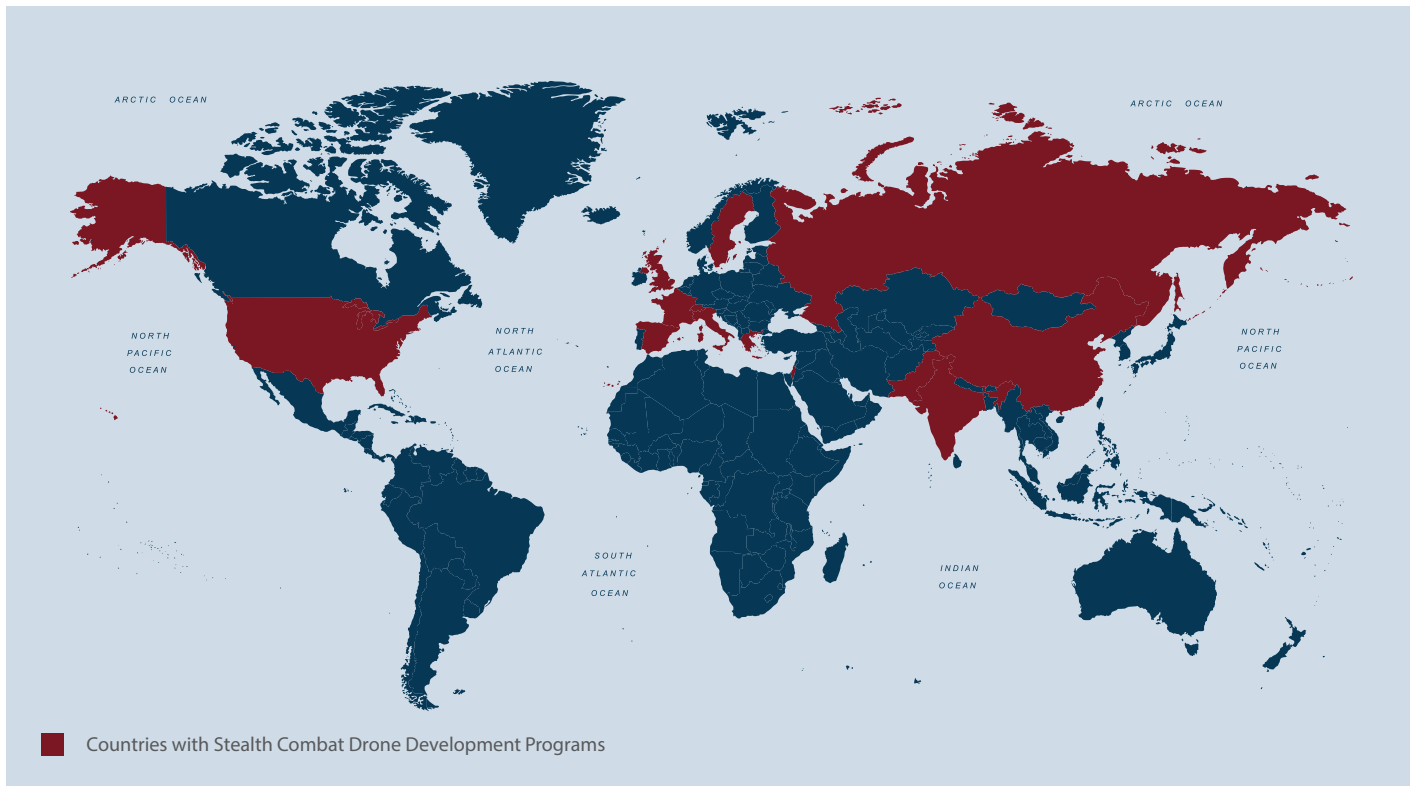 ARCTIC OCEAN
ARCTIC OCEAN
NORTH
PACIFIC
OCEAN
NORTH
ATLANTIC
OCEAN
NORTH
PACIFIC
OCEAN
SOUTH
ATLANTIC
OCEAN
INDIAN
OCEAN
Countries with Stealth Combat Drone Development Programs